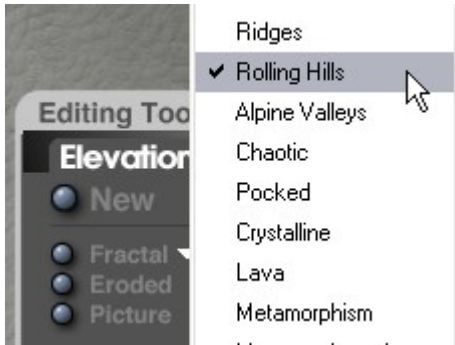 Editing Too
Elevation
New
Fractal
Eroded
Picture
Ridges
Rolling Hills
Alpine Valleys
Chaotic
Pocked
Crystalline
Lava
Metamorphism